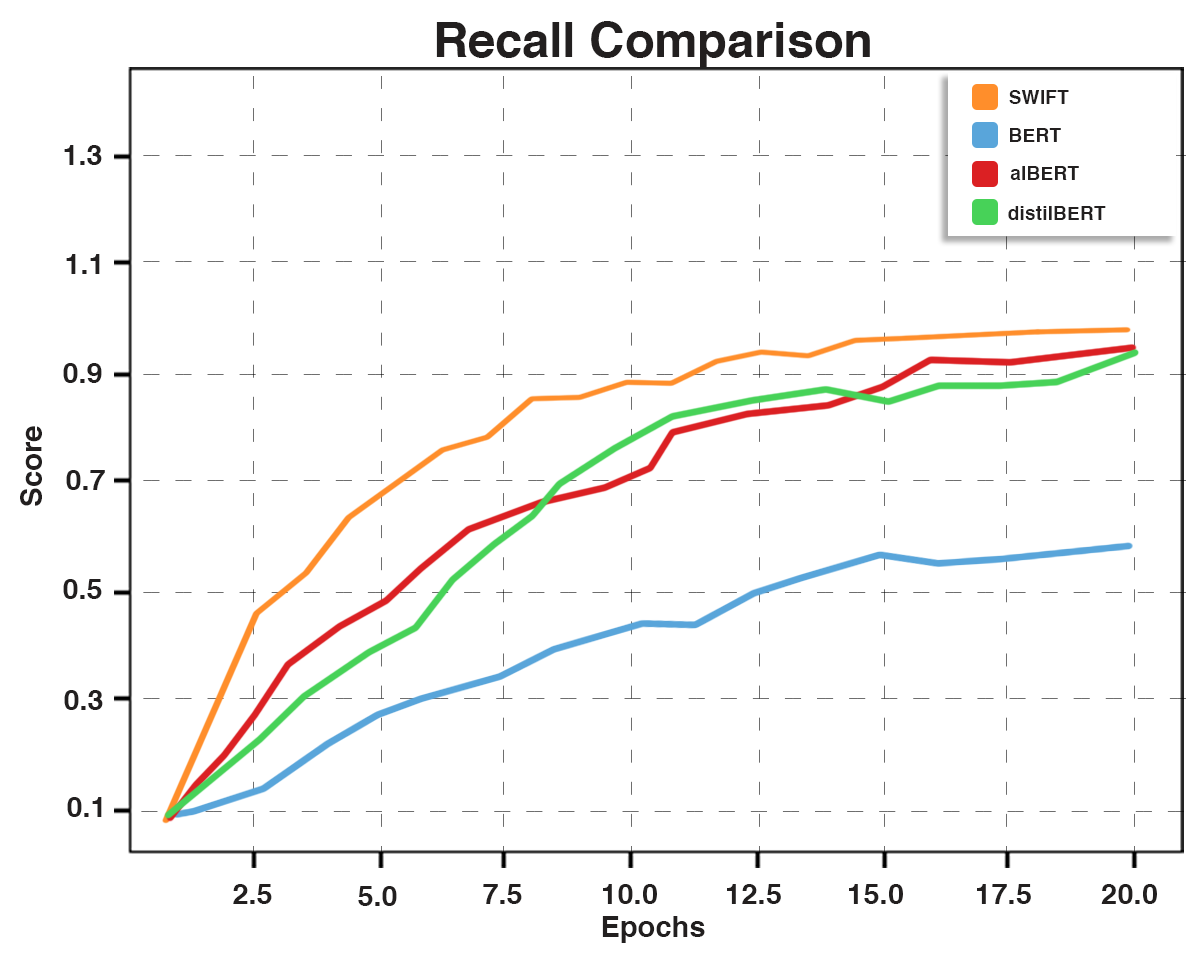 Recall Comparison
SWIFT
BERT
alBERT
distilBERT
1.3
1.1
0.9
0.7
0.5
0.3
0.1
Score
2.5 5.0 7.5 10.0 12.5 15.0 17.5 20.0
Epochs